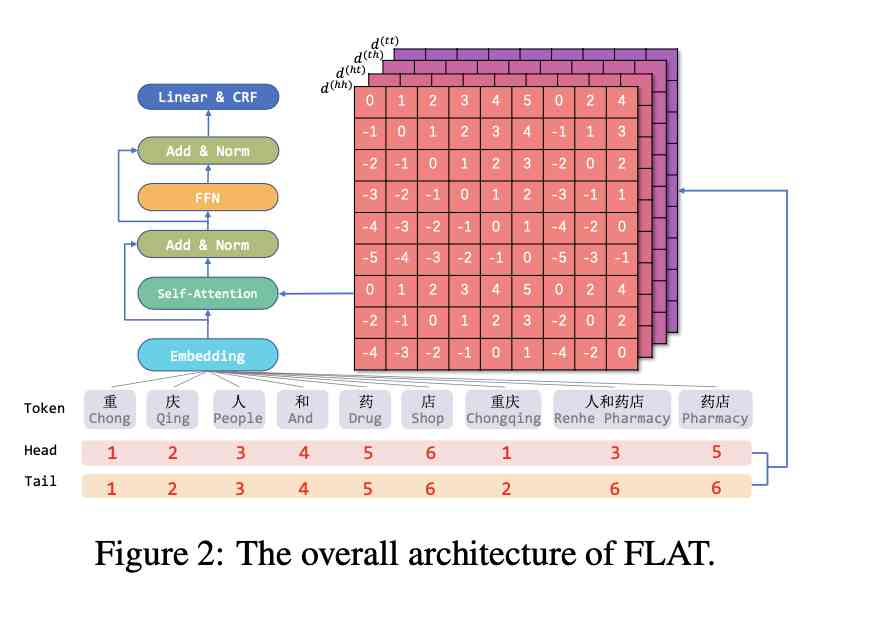 d(tt)
d(th)
d(ht)
d(hh)
Linear & CRF
Add & Norm
FFN
Add & Norm
Self-Attention
Embedding
0 1 2 3 4 5 0 2 4
-1 0 1 2 3 4 -1 1 3
-2 -1 0 1 2 3 -2 0 2
-3 -2 -1 0 1 2 -3 -1 1
-4 -3 -2 -1 0 1 -4 -2 0
-5 -4 -3 -2 -1 0 -5 -3 -1
0 1 2 3 4 5 0 2 4
-2 -1 0 1 2 3 -2 0 2
-4 -3 -2 -1 0 1 -4 -2 0
Token
重 庆 人 和 药 店 重庆 人和药店 药店
Chong Qing People And Drug Shop Chongqing Renhe Pharmacy Pharmacy
Head 1 2 3 4 5 6 1 3 5
Tail 1 2 3 4 5 6 2 6 6
Figure 2: The overall architecture of FLAT.